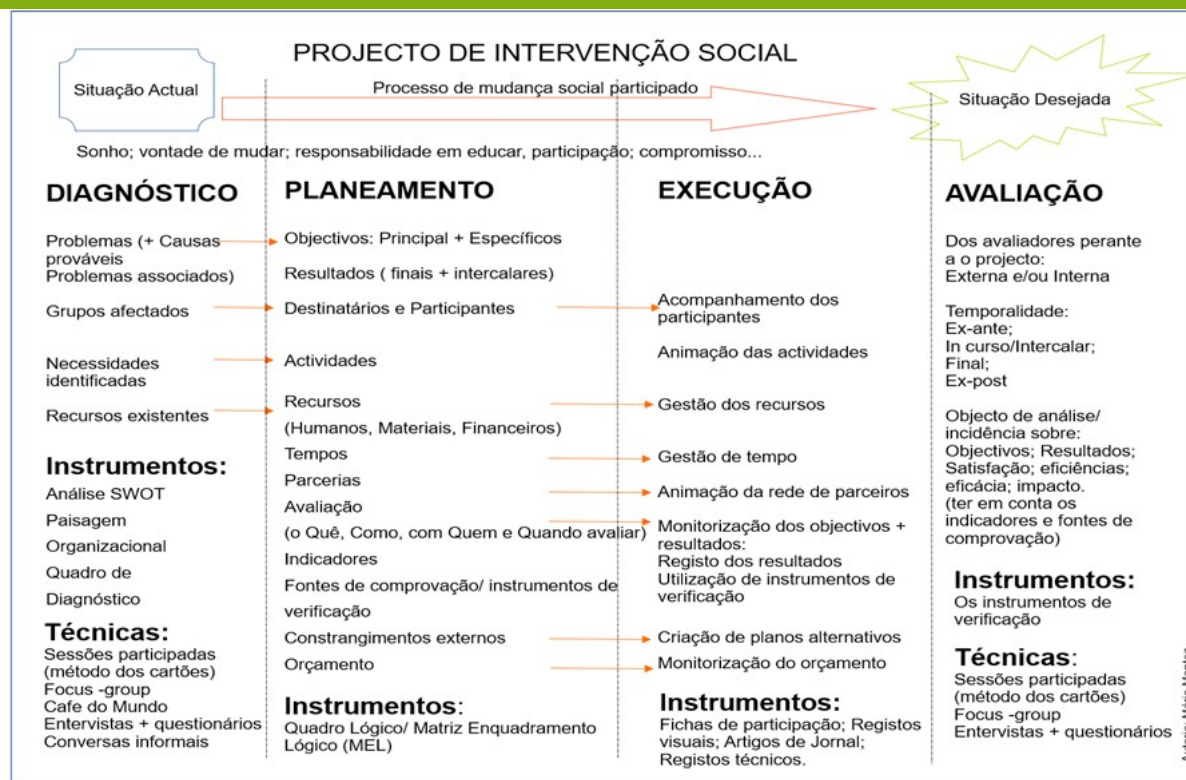 PROJECTO DE INTERVENÇÃO SOCIAL
Situação Actual
Processo de mudança social participado
Situação Desejada
Sonho; vontade de mudar; responsabilidade em educar, participação; compromisso...
DIAGNÓSTICO
Problemas (+ Causas
prováveis
Problemas associados)
Grupos afectados
Necessidades
identificadas
Recursos existentes
Instrumentos:
Análise SWOT
Paisagem
Organizacional
Quadro de
Diagnóstico
Técnicas:
Sessões participadas
(método dos cartões)
Focus -group
Cafe do Mundo
Entrevistas + questionários
Conversas informais
PLANEAMENTO
Objectivos: Principal + Específicos
Resultados ( finais + intercalares)
Destinatários e Participantes
Actividades
Recursos
(Humanos, Materiais, Financeiros)
Tempos
Parcerias
Avaliação
(o Quê, Como, com Quem e Quando avaliar)
Indicadores
Fontes de comprovação/ instrumentos de
verificação
Constrangimentos externos
Orçamento
Instrumentos:
Quadro Lógico/ Matriz Enquadramento
Lógico (MEL)
EXECUÇÃO
Acompanhamento dos
participantes
Animação das actividades
Gestão dos recursos
Gestão de tempo
Animação da rede de parceiros
Monitorização dos objectivos +
resultados:
Registo dos resultados
Utilização de instrumentos de
verificação
Criação de planos alternativos
Monitorização do orçamento
Instrumentos:
Fichas de participação; Registos
visuais; Artigos de Jornal;
Registos técnicos.
AVALIAÇÃO
Dos avaliadores perante
a o projecto:
Externa e/ou Interna
Temporalidade:
Ex-ante;
In curso/Intercalar;
Final;
Ex-post
Objecto de análise/
incidência sobre:
Objectivos; Resultados;
Satisfação; eficiências;
eficácia; impacto.
(ter em conta os
indicadores e fontes de
comprovação)
Instrumentos:
Os instrumentos de
verificação
Técnicas:
Sessões participadas
(método dos cartões)
Focus -group
Entrevistas + questionários